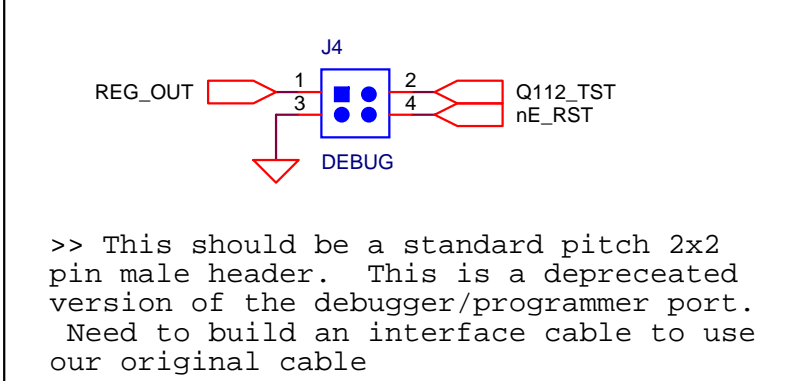 J4
REG_OUT 1 2 Q112_TST
3 4 nE_RST
DEBUG
>> This should be a standard pitch 2x2
pin male header.  This is a depreceated
version of the debugger/programmer port.
 Need to build an interface cable to use
our original cable